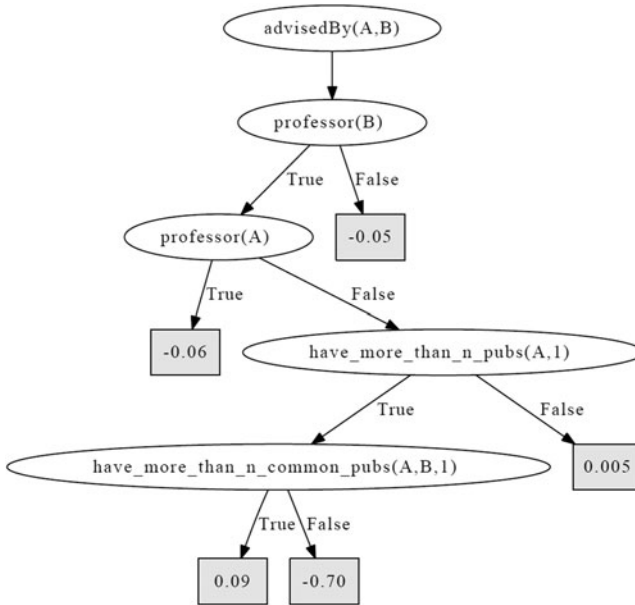 advisedBy(A,B)
professor(B)
True False
professor(A) -0.05
True False
-0.06 have_more_than_n_pubs(A,1)
True False
have_more_than_n_common_pubs(A,B,1) 0.005
True False
0.09 -0.70